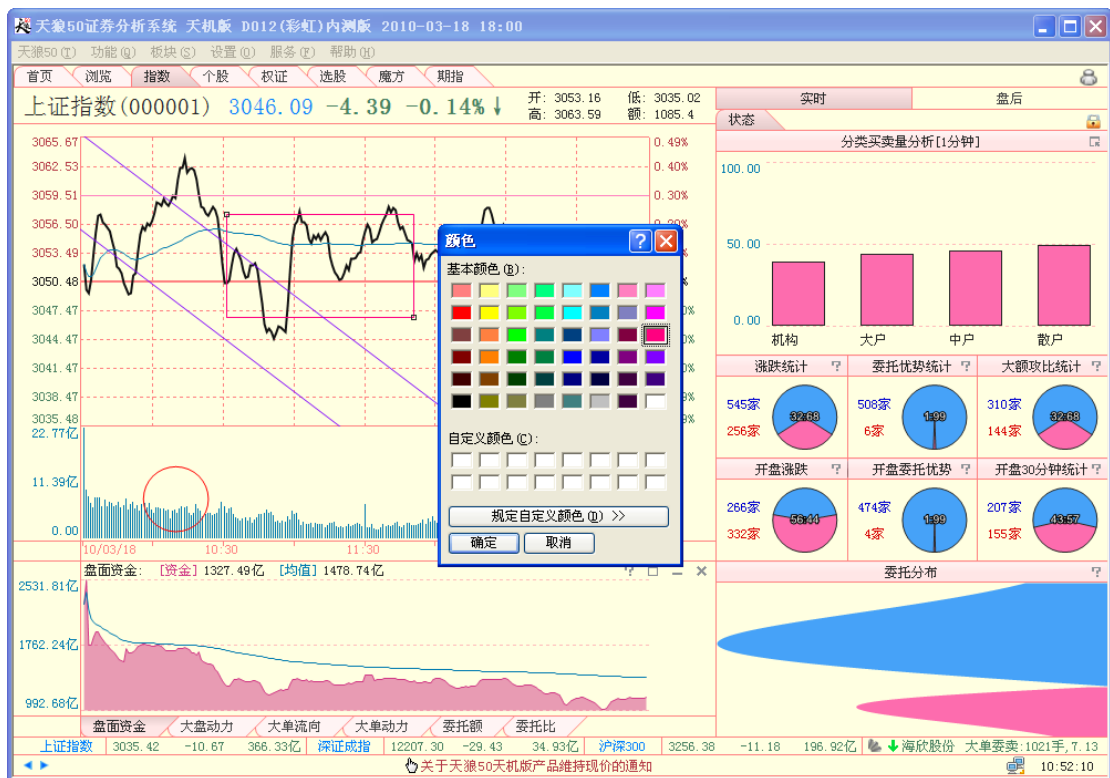 天狼50证券分析系统 天机版 D012(彩虹)内测版 2010-03-18 18:00
天狼50(T) 功能(Q) 板块(S) 设置(O) 服务(F) 帮助(H)
首页 浏览 指数 个股 权证 选股 魔方 期指
上证指数(000001) 3046.09 -4.39 -0.14%↓ 开: 3053.16 低: 3035.02
高: 3063.59 额: 1085.4
实时 盘后
状态
分类买卖量分析[1分钟]
3065.67 0.49%
3062.53 0.40%
3059.51 0.30%
3056.50
3053.49
3050.48
3047.47
3044.47
3041.47
3038.47
3035.48
22.77亿
11.39亿
0.00
10/03/18 10:30 11:30
100.00
50.00
0.00
机构 大户 中户 散户
颜色
基本颜色(B):
自定义颜色(C):
规定自定义颜色(D) >>
确定 取消
涨跌统计 ? 委托优势统计 ? 大额攻比统计 ?
545家 32:68 508家 1:99 310家 32:68
256家 6家 144家
开盘涨跌 ? 开盘委托优势 ? 开盘30分钟统计 ?
266家 56:44 474家 1:99 207家 43:57
332家 4家 155家
委托分布 ?
盘面资金: [资金] 1327.49亿 [均值] 1478.74亿
2531.81亿
1762.24亿
992.68亿
盘面资金 大盘动力 大单流向 大单动力 委托额 委托比
上证指数 3035.42 -10.67 366.33亿 深证成指 12207.30 -29.43 34.93亿 沪深300 3256.38 -11.18 196.92亿 海欣股份 大单委卖:1021手,7.13
关于天狼50天机版产品维持现价的通知 10:52:10